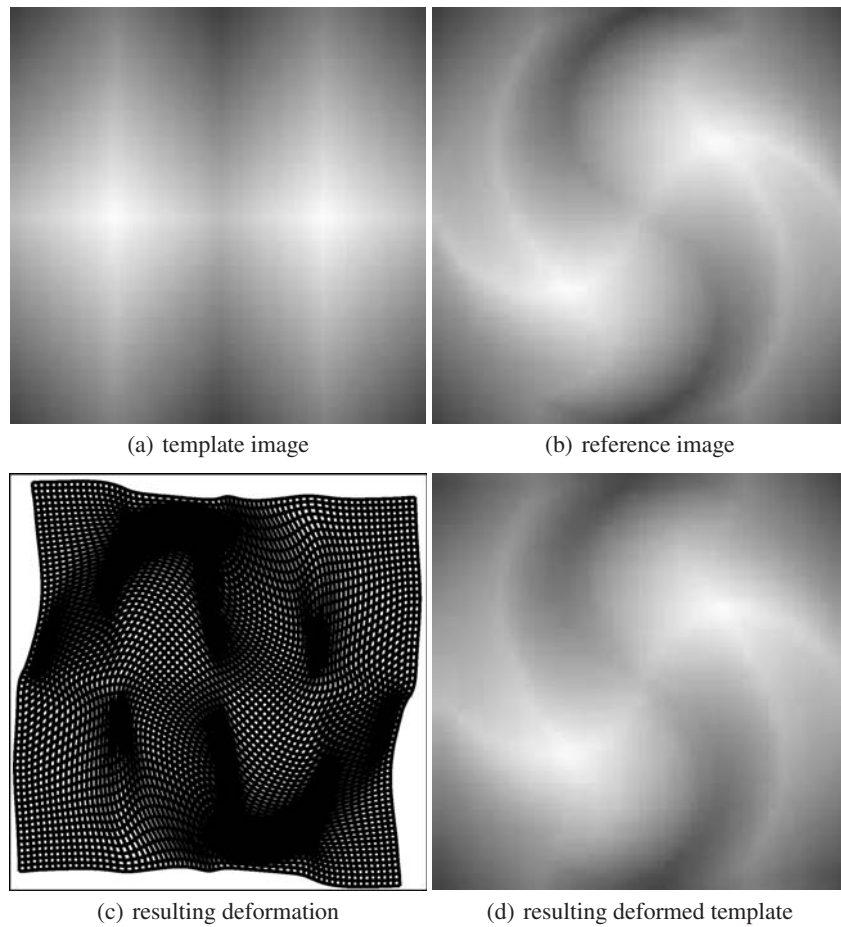 (a) template image
(b) reference image
(c) resulting deformation
(d) resulting deformed template